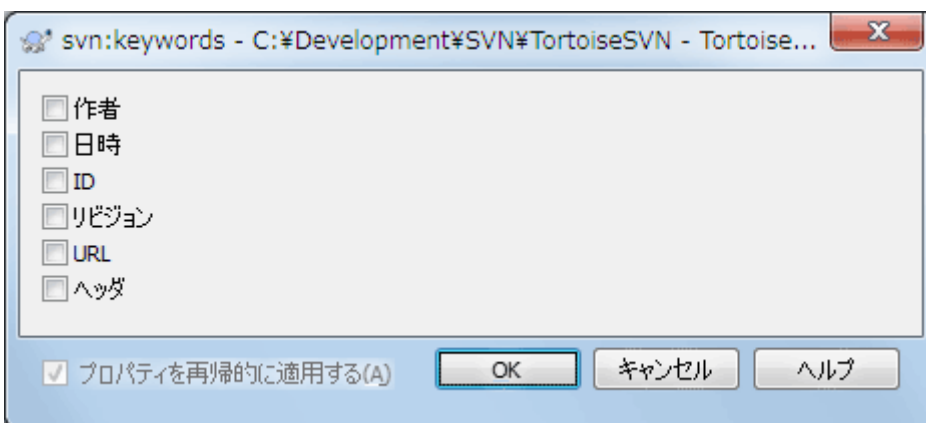 svn:keywords - C:¥Development¥SVN¥TortoiseSVN - Tortoise...
作者
日時
ID
リビジョン
URL
ヘッダ
プロパティを再帰的に適用する(A) OK キャンセル ヘルプ